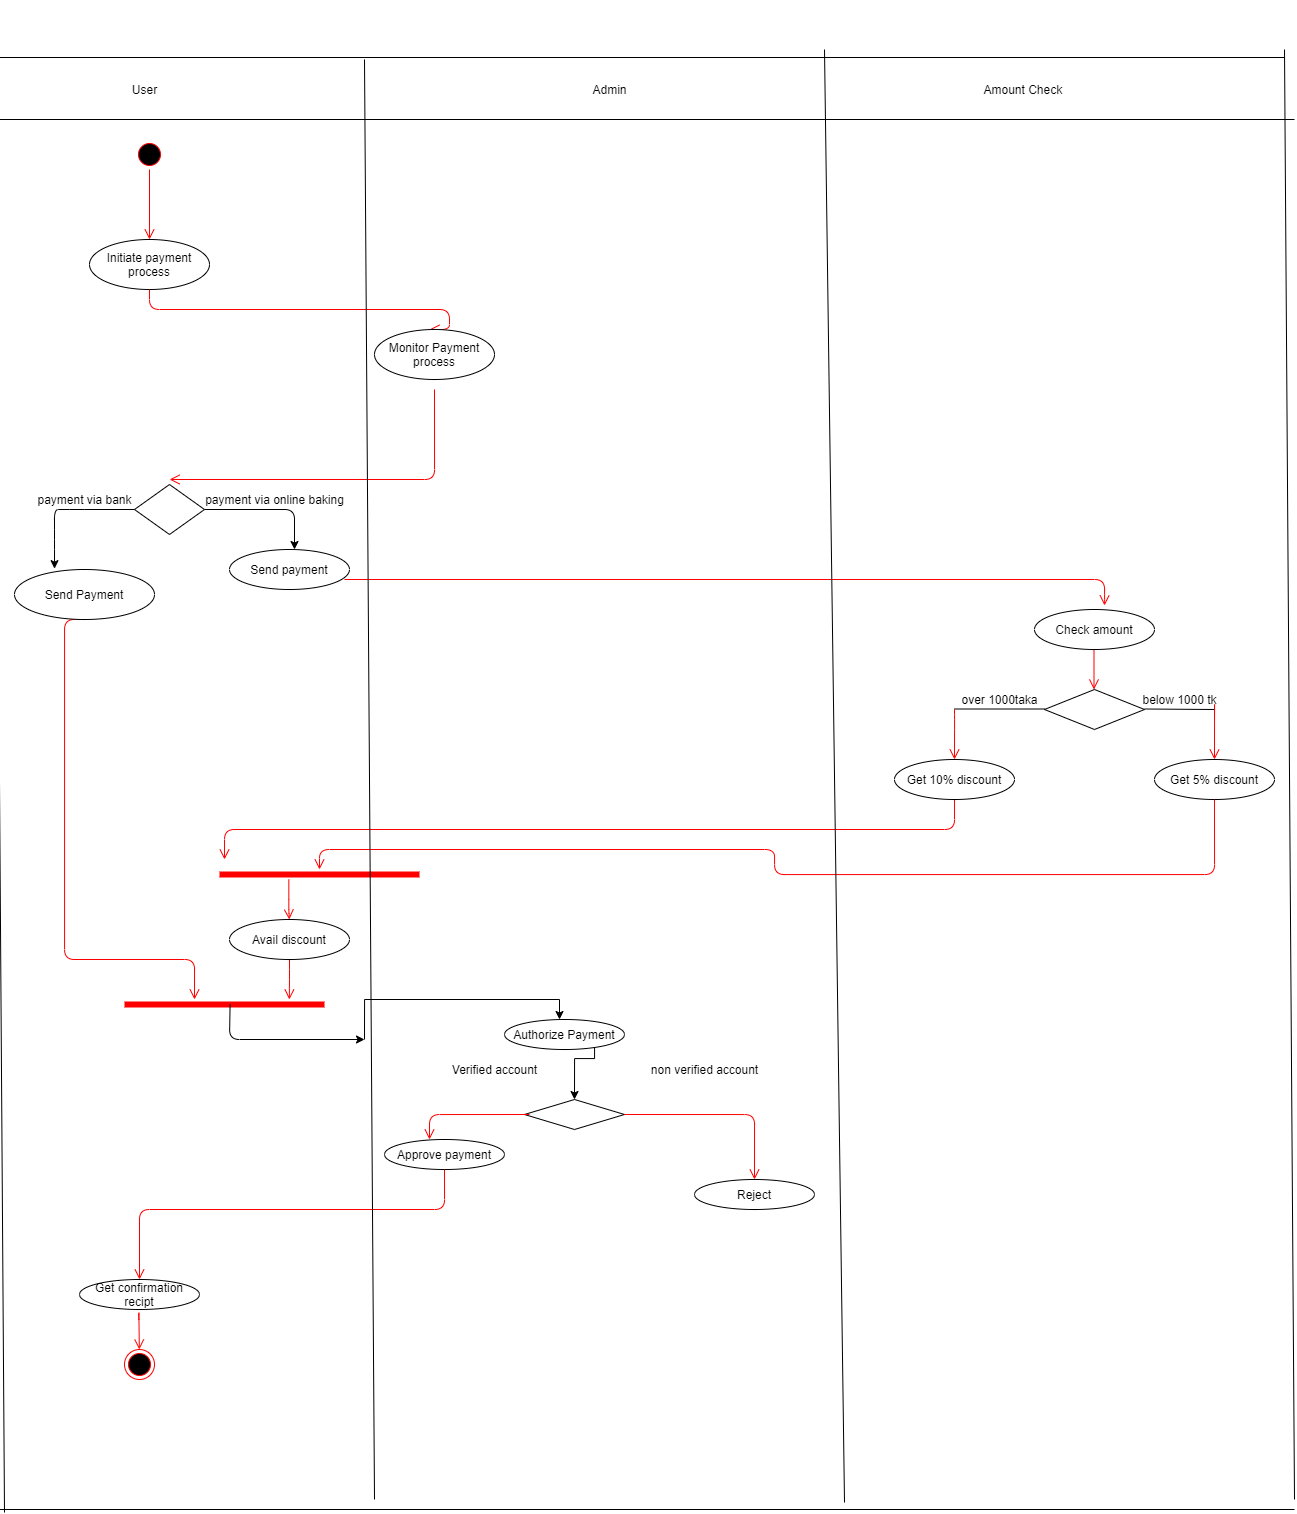 User
Admin
Amount Check
Initiate payment
process
Monitor Payment
process
payment via bank
payment via online baking
Send payment
Send Payment
Check amount
over 1000taka
below 1000 tk
Get 10% discount
Get 5% discount
Avail discount
Authorize Payment
Verified account
non verified account
Approve payment
Reject
Get confirmation
recipt